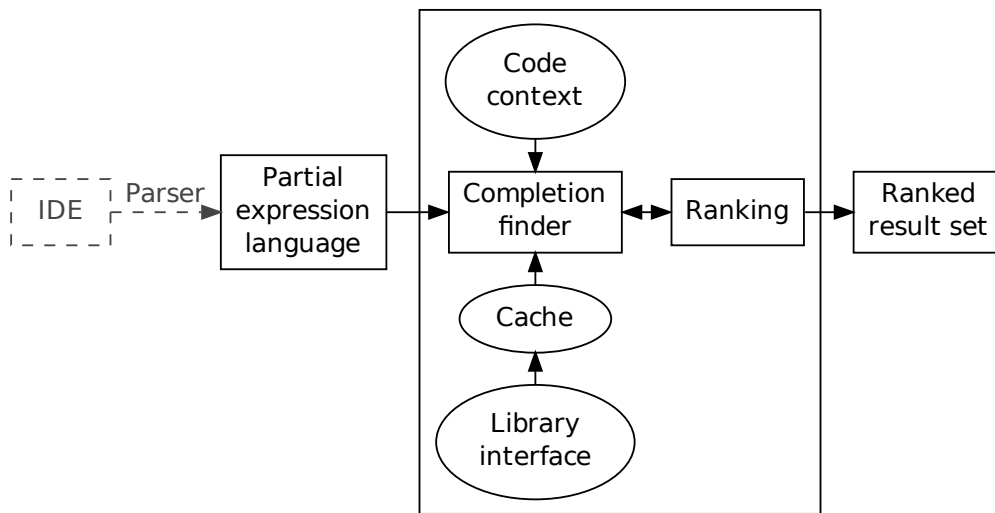 Code
context
IDE
Parser
Partial
expression
language
Completion
finder
Ranking
Ranked
result set
Cache
Library
interface